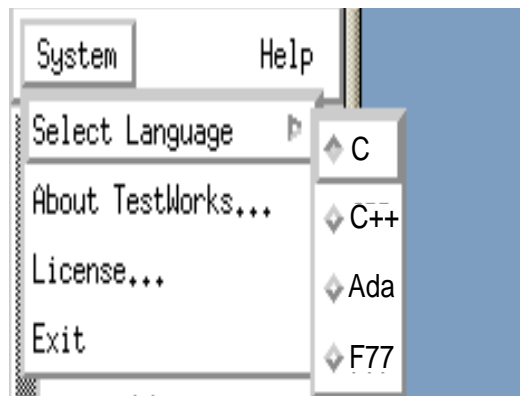 System Help
Select Language
About TestWorks...
License...
Exit
C
C++
Ada
F77